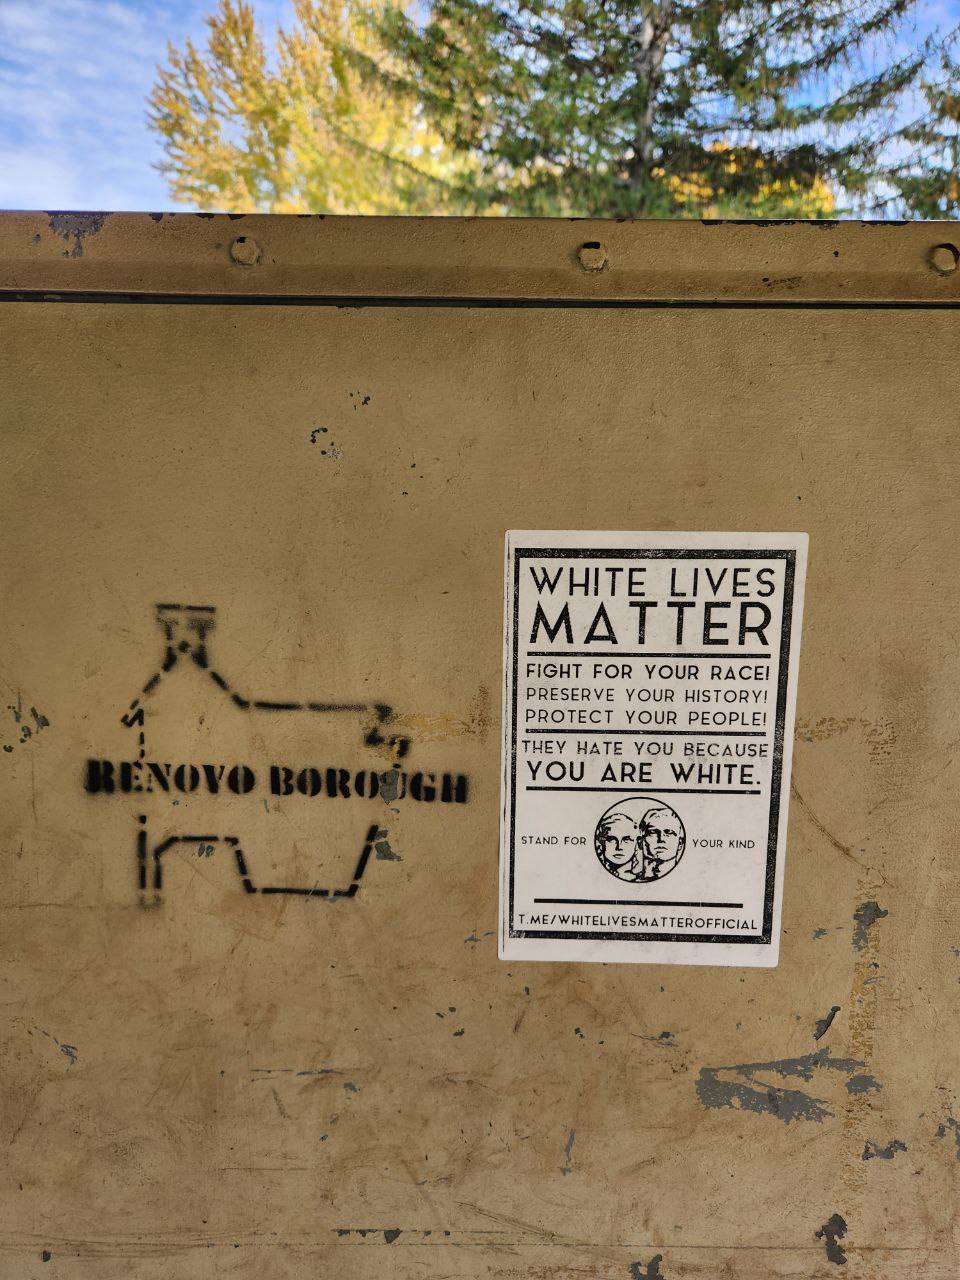 RENOVO BOROUGH
WHITE LIVES
MATTER
FIGHT FOR YOUR RACE!
PRESERVE YOUR HISTORY!
PROTECT YOUR PEOPLE!
THEY HATE YOU BECAUSE
YOU ARE WHITE.
STAND FOR YOUR KIND
T.ME/WHITELIVESMATTEROFFICIAL